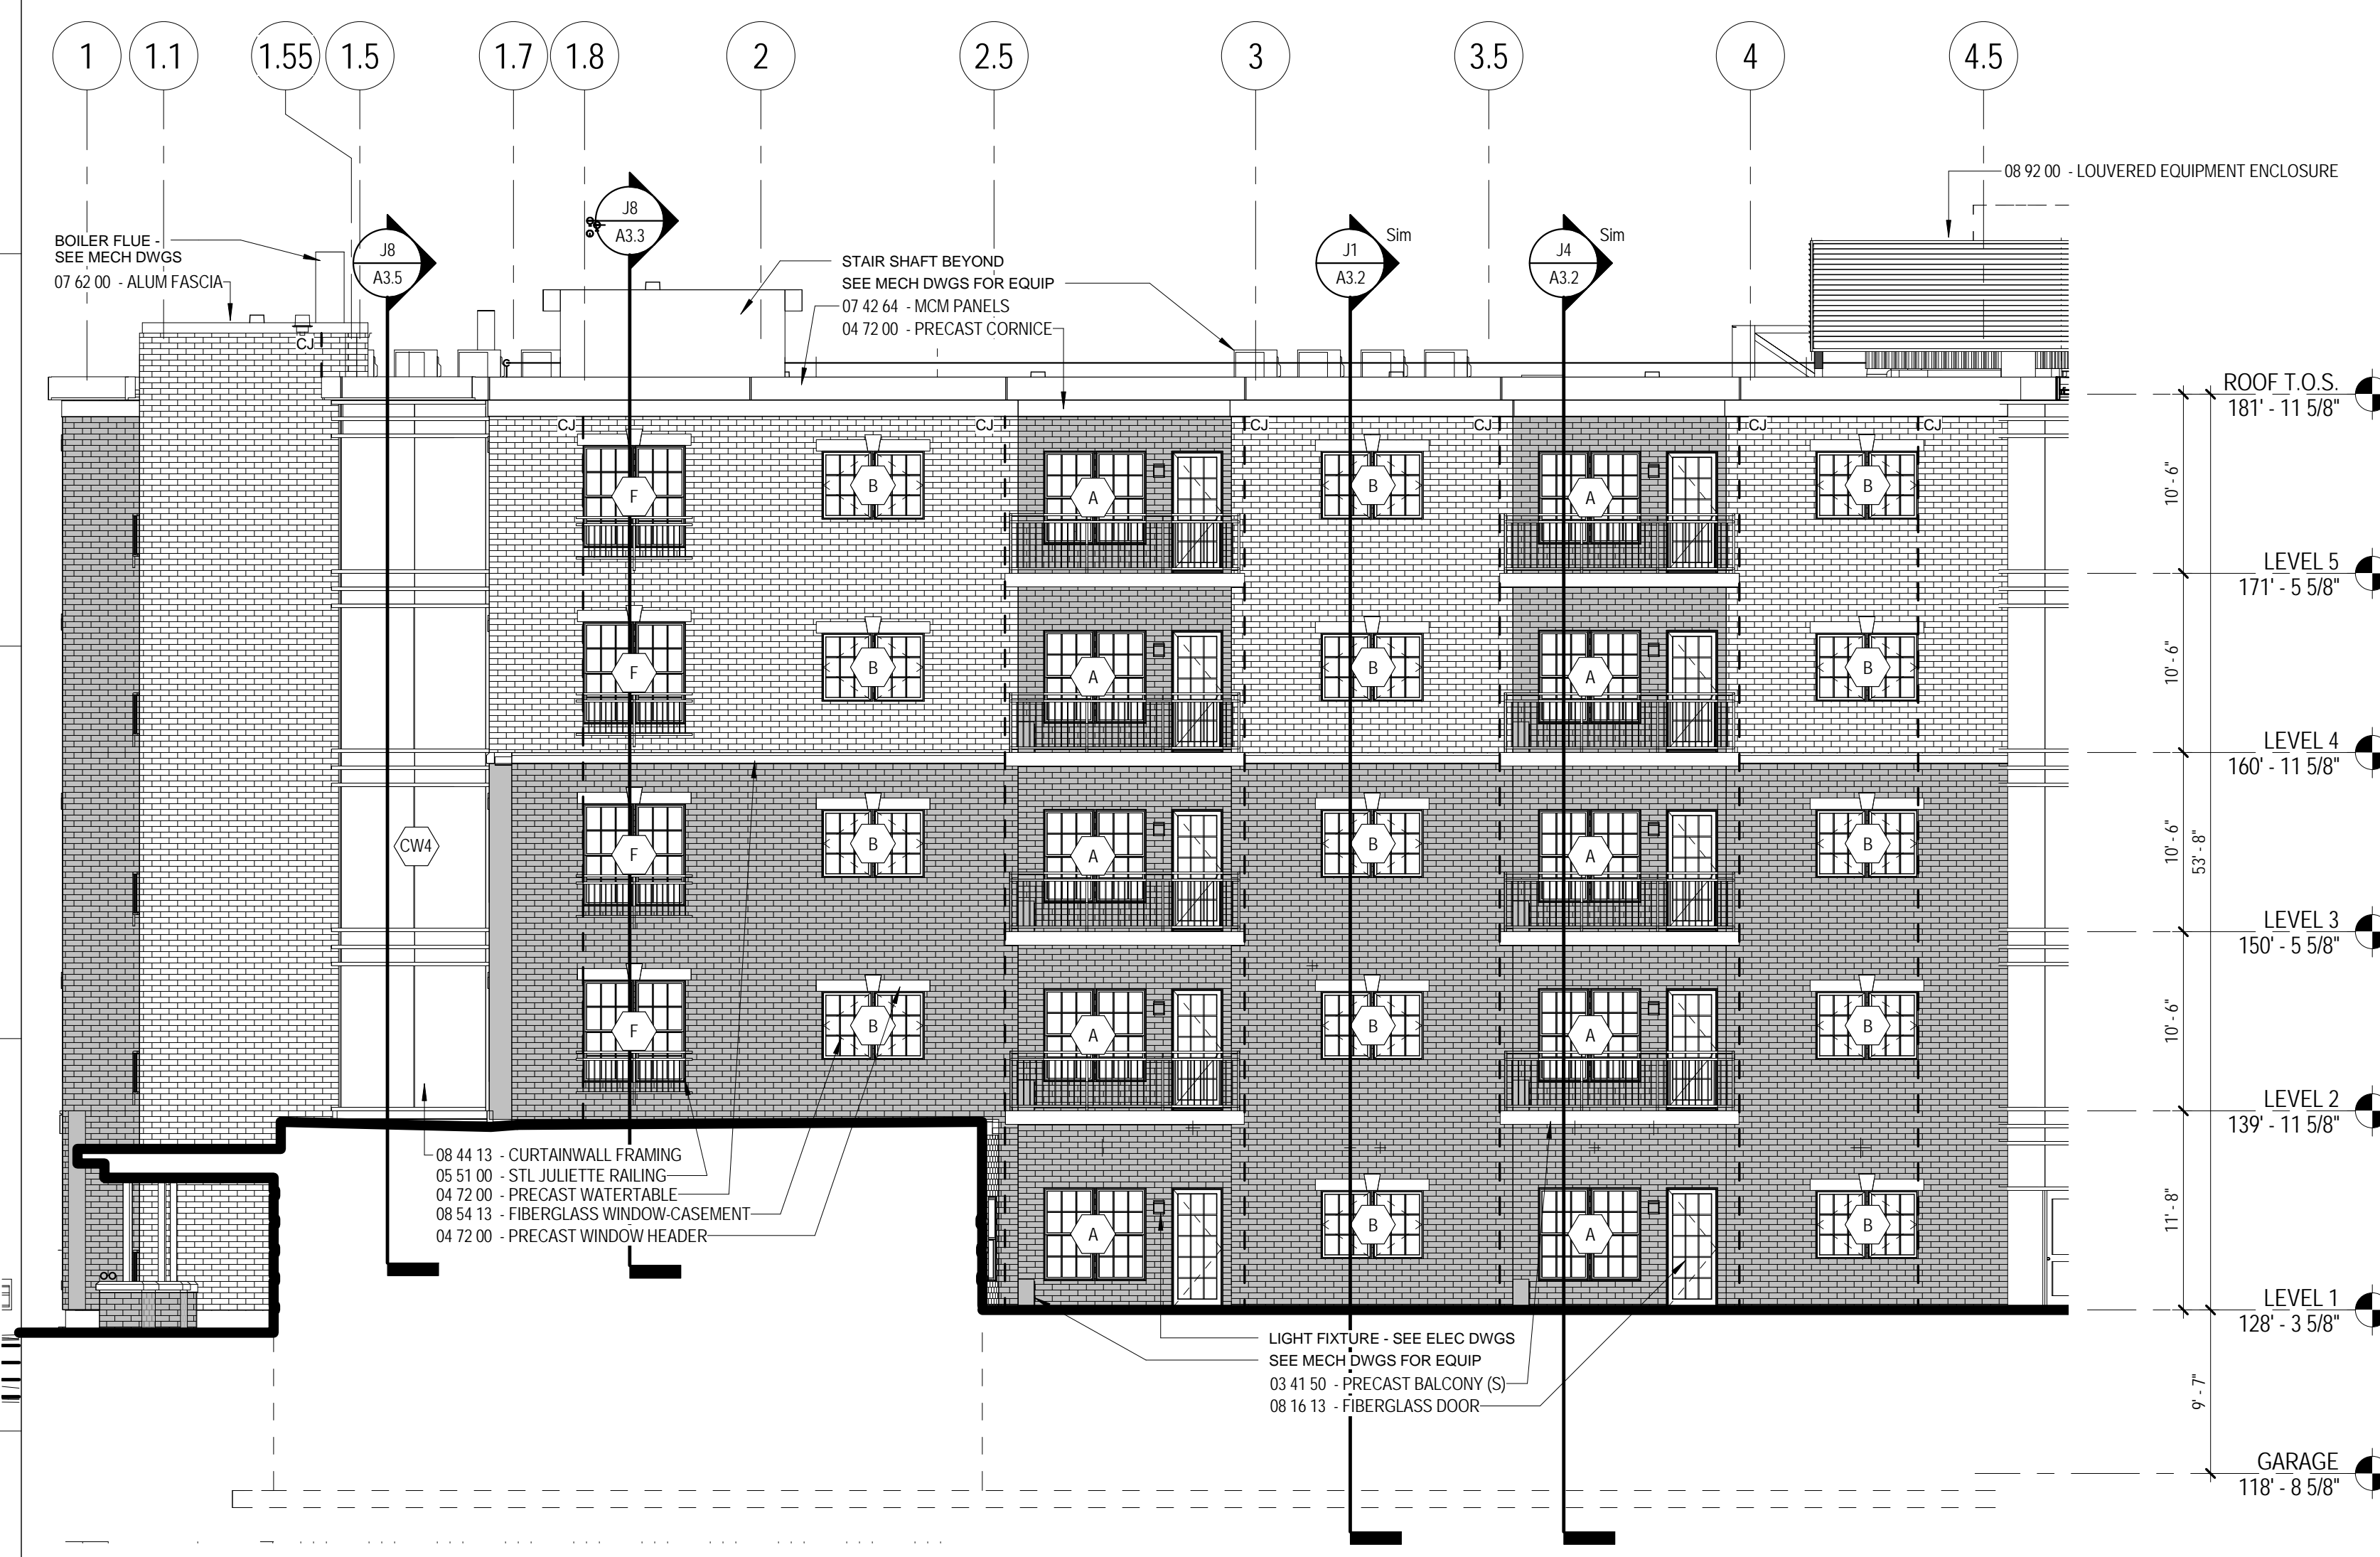 1 1.1 1.55 1.5 1.7 1.8 2 2.5 3 3.5 4 4.5
08 92 00 - LOUVERED EQUIPMENT ENCLOSURE
BOILER FLUE -
SEE MECH DWGS
07 62 00 - ALUM FASCIA
J8
A3.5
J8
A3.3
STAIR SHAFT BEYOND
SEE MECH DWGS FOR EQUIP
07 42 64 - MCM PANELS
04 72 00 - PRECAST CORNICE
J1
A3.2
Sim
J4
A3.2
Sim
CJ
CJ CJ CJ CJ CJ CJ
F B A B A B
F B A B A B
CW4
F B A B A B
F B A B A B
A B A B
ROOF T.O.S.
181' - 11 5/8"
10' - 6"
LEVEL 5
171' - 5 5/8"
10' - 6"
LEVEL 4
160' - 11 5/8"
10' - 6"
53' - 8"
LEVEL 3
150' - 5 5/8"
10' - 6"
LEVEL 2
139' - 11 5/8"
11' - 8"
LEVEL 1
128' - 3 5/8"
9' - 7"
GARAGE
118' - 8 5/8"
08 44 13 - CURTAINWALL FRAMING
05 51 00 - STL JULIETTE RAILING
04 72 00 - PRECAST WATERTABLE
08 54 13 - FIBERGLASS WINDOW-CASEMENT
04 72 00 - PRECAST WINDOW HEADER
LIGHT FIXTURE - SEE ELEC DWGS
SEE MECH DWGS FOR EQUIP
03 41 50 - PRECAST BALCONY (S)
08 16 13 - FIBERGLASS DOOR